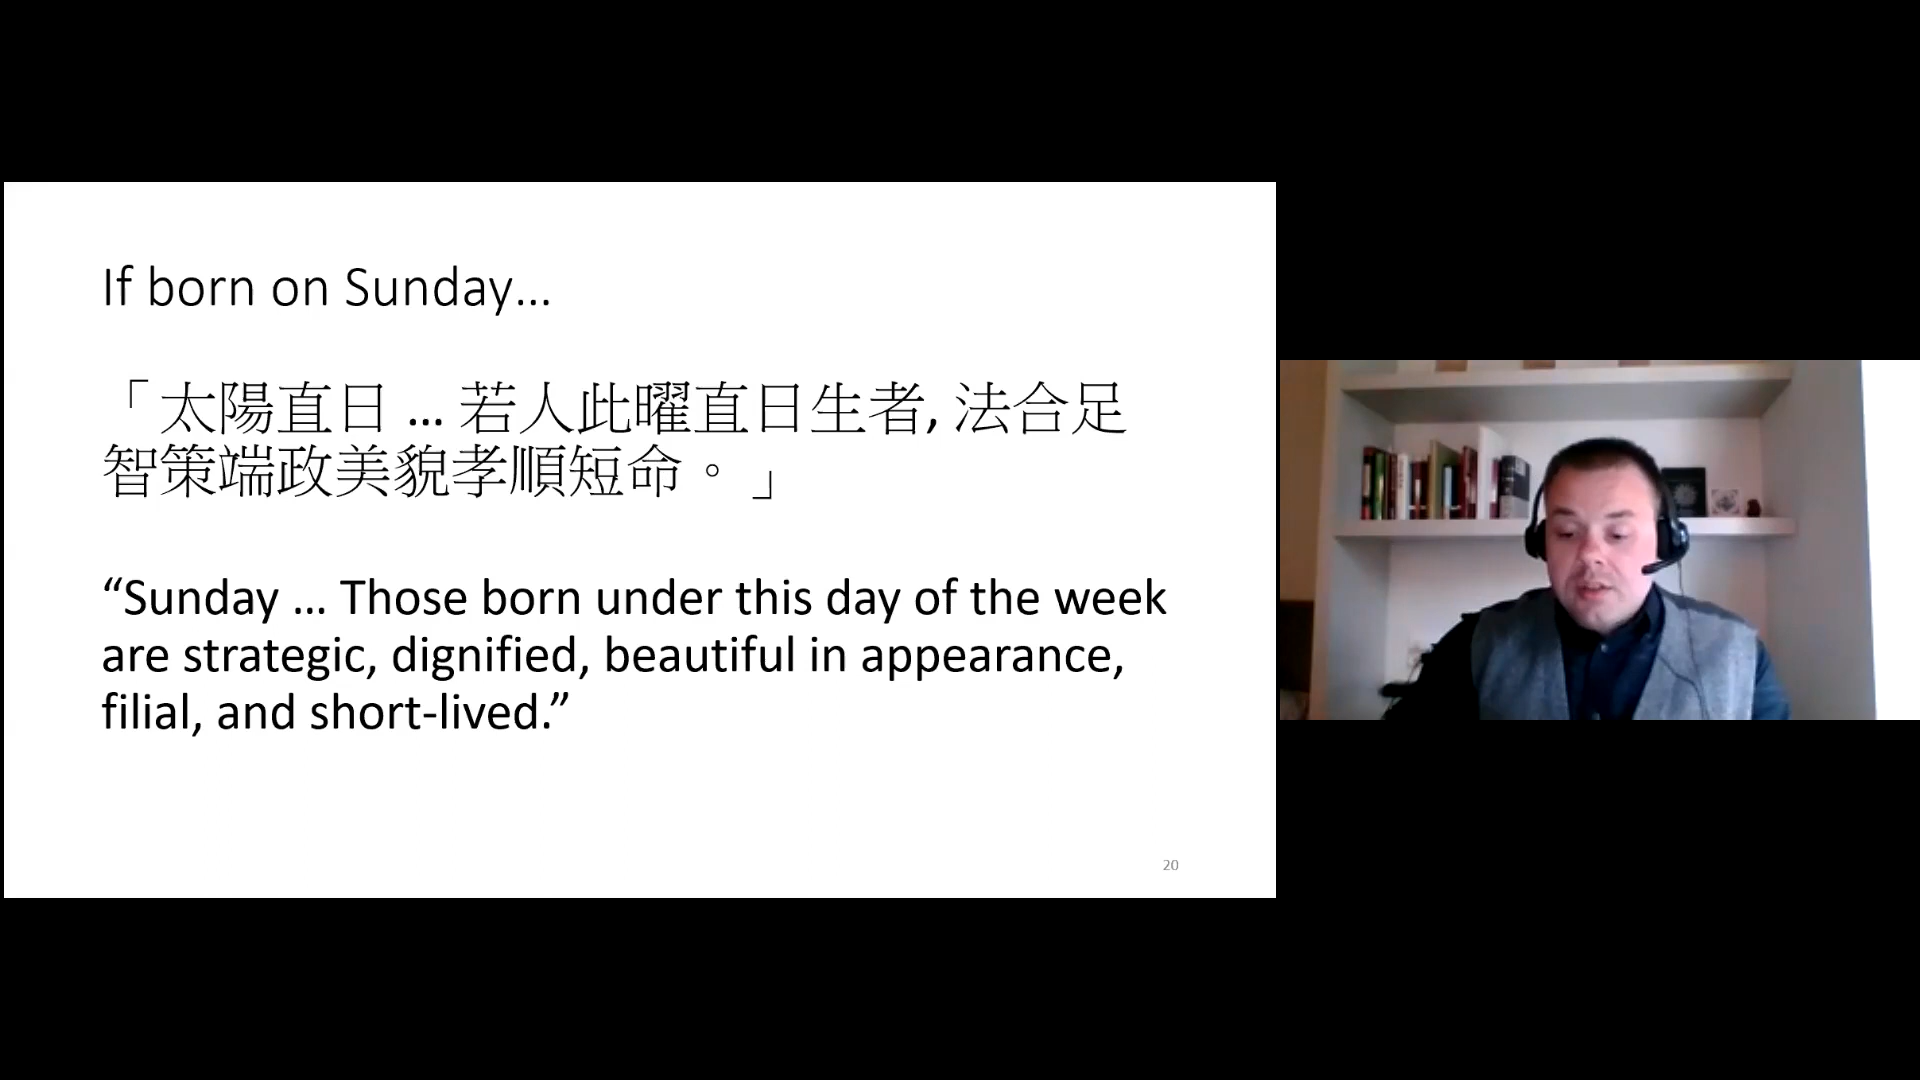 If born on Sunday...
「太陽直日 ... 若人此曜直日生者, 法合足
智策端政美貌孝順短命。」
“Sunday ... Those born under this day of the week
are strategic, dignified, beautiful in appearance,
filial, and short-lived.”
20